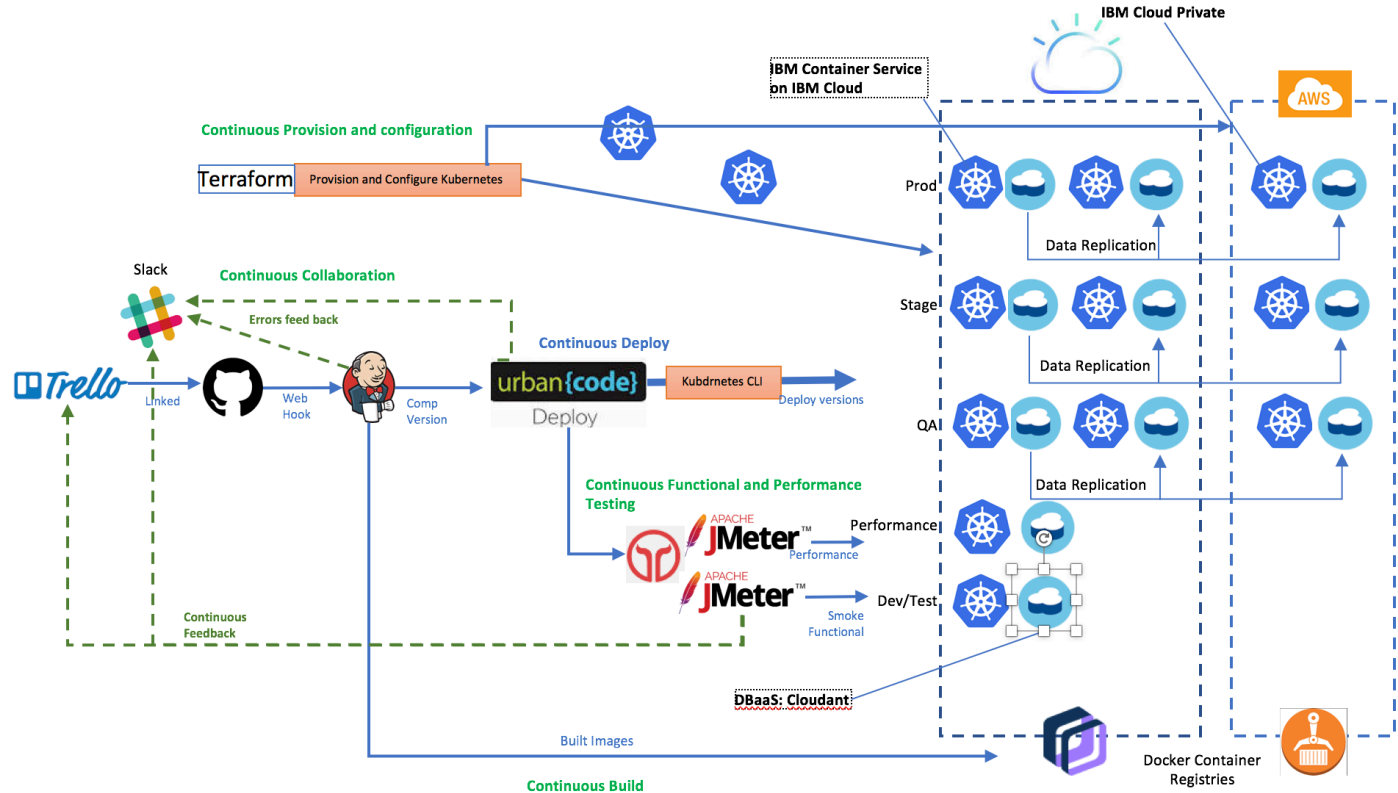 IBM Cloud Private
IBM Container Service
on IBM Cloud
AWS
Continuous Provision and configuration
Terraform
Provision and Configure Kubernetes
Prod
Data Replication
Slack
Continuous Collaboration
Errors feed back
Stage
Continuous Deploy
Data Replication
Trello
Linked
Web
Hook
Comp
Version
urban{code}
Deploy
Kubdrnetes CLI
Deploy versions
QA
Data Replication
Continuous Functional and Performance
Testing
APACHE
JMeter™
Performance
Performance
APACHE
JMeter™
Dev/Test
Smoke
Functional
Continuous
Feedback
DBaaS: Cloudant
Built Images
Docker Container
Registries
Continuous Build